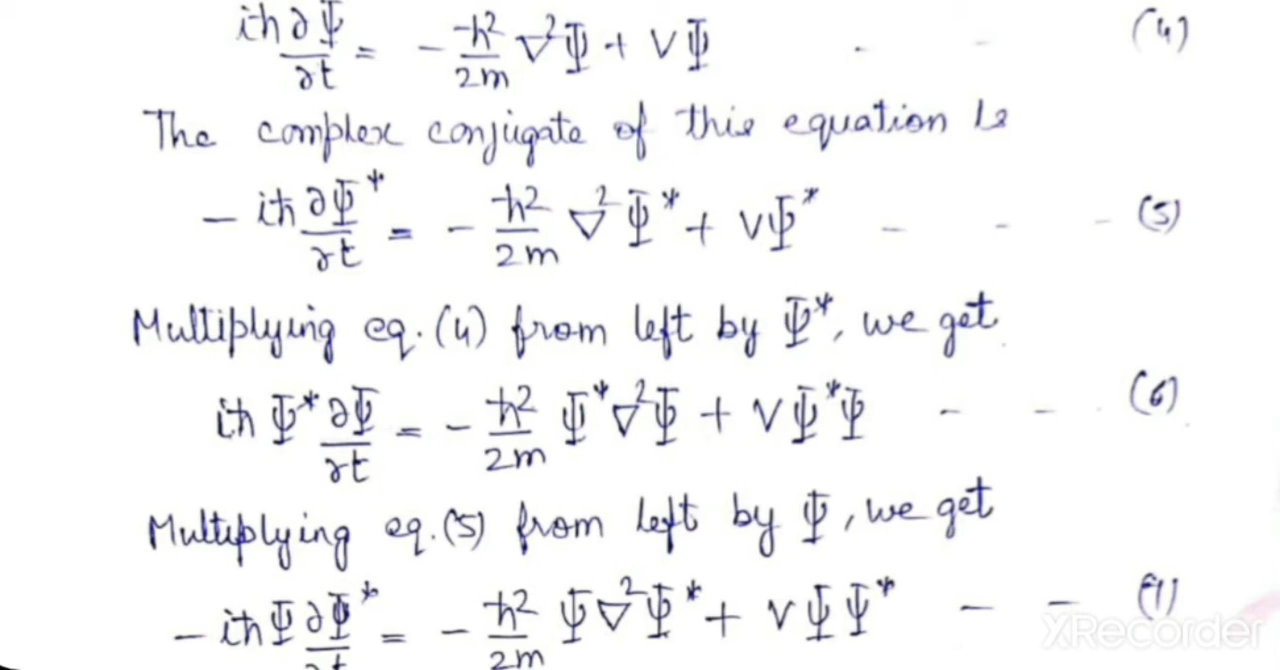 iħ ∂Ψ/∂t = - ħ²/2m ∇²Ψ + VΨ - - (4)
The complex conjugate of this equation is
- iħ ∂Ψ*/∂t = - ħ²/2m ∇²Ψ* + VΨ* - - - (5)
Multiplying eq. (4) from left by Ψ*, we get
iħ Ψ* ∂Ψ/∂t = - ħ²/2m Ψ*∇²Ψ + VΨ*Ψ - - - (6)
Multiplying eq. (5) from left by Ψ, we get
- iħ Ψ ∂Ψ*/∂t = - ħ²/2m Ψ∇²Ψ* + VΨΨ* - - (7)
XRecorder